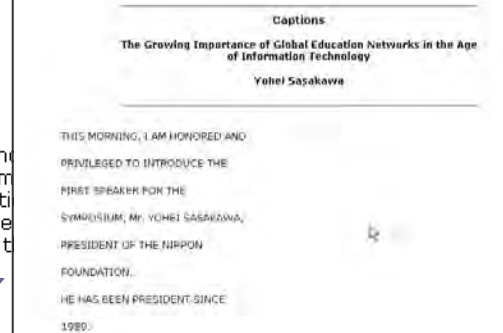 Captions
The Growing Importance of Global Education Networks in the Age
of Information Technology
Yohei Sasakawa
THIS MORNING, I AM HONORED AND
PRIVILEGED TO INTRODUCE THE
FIRST SPEAKER FOR THE
SYMPOSIUM, Mr. YOHEI SASAKAWA,
PRESIDENT OF THE NIPPON
FOUNDATION.
HE HAS BEEN PRESIDENT SINCE
1989.